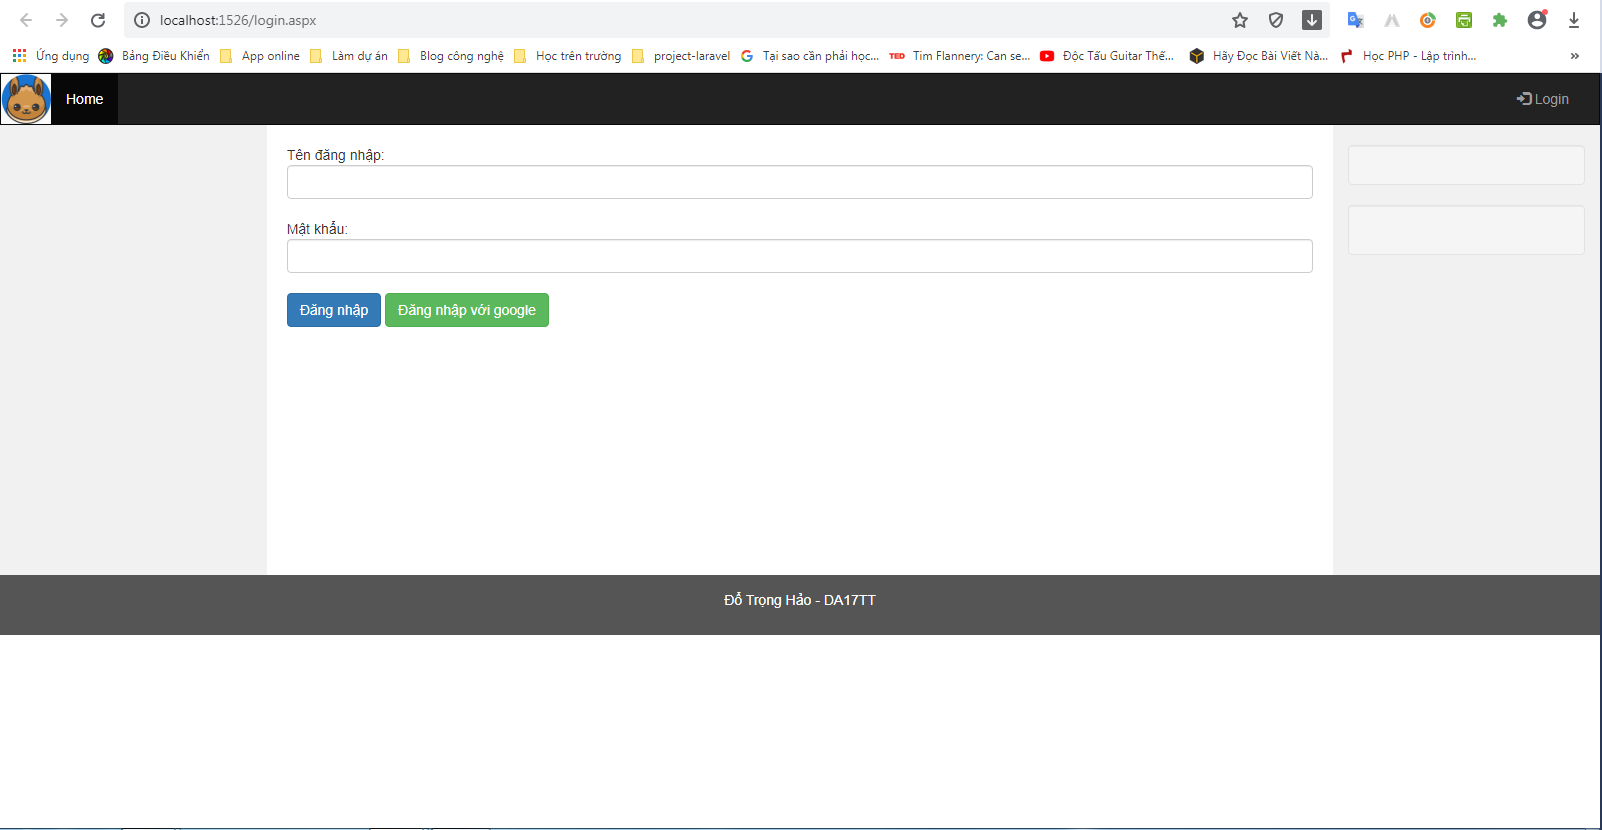 localhost:1526/login.aspx
Ứng dụng Bảng Điều Khiển App online Làm dự án Blog công nghệ Học trên trường project-laravel G Tại sao cần phải học... TED Tim Flannery: Can se... Độc Tấu Guitar Thế... Hãy Đọc Bài Viết Nà... Học PHP - Lập trình... »
Home Login
Tên đăng nhập:
Mật khẩu:
Đăng nhập Đăng nhập với google
Đỗ Trọng Hảo - DA17TT